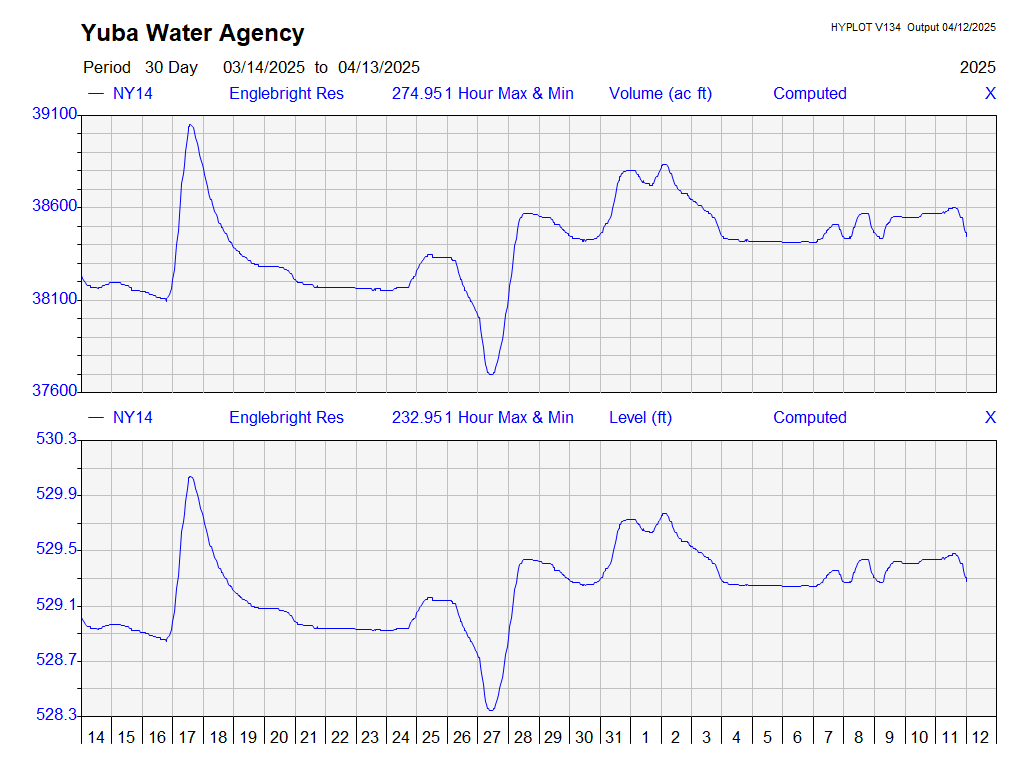 Yuba Water Agency
HYPLOT V134 Output 04/12/2025
Period 30 Day 03/14/2025 to 04/13/2025 2025
— NY14 Englebright Res 274.951 Hour Max & Min Volume (ac ft) Computed X
39100
38600
38100
37600
— NY14 Englebright Res 232.951 Hour Max & Min Level (ft) Computed X
530.3
529.9
529.5
529.1
528.7
528.3
14 15 16 17 18 19 20 21 22 23 24 25 26 27 28 29 30 31 1 2 3 4 5 6 7 8 9 10 11 12